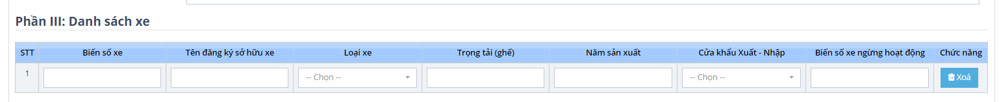 Phần III: Danh sách xe
STT Biển số xe Tên đăng ký sở hữu xe Loại xe Trọng tải (ghế) Năm sản xuất Cửa khẩu Xuất - Nhập Biển số xe ngừng hoạt động Chức năng
1 -- Chọn -- -- Chọn -- Xoá